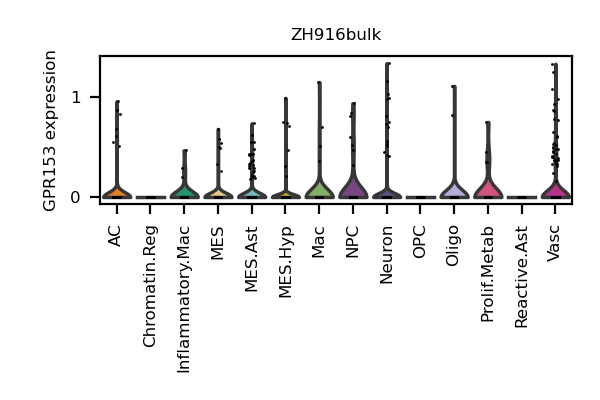 ZH916bulk
GPR153 expression
1
0
AC
Chromatin.Reg
Inflammatory.Mac
MES
MES.Ast
MES.Hyp
Mac
NPC
Neuron
OPC
Oligo
Prolif.Metab
Reactive.Ast
Vasc